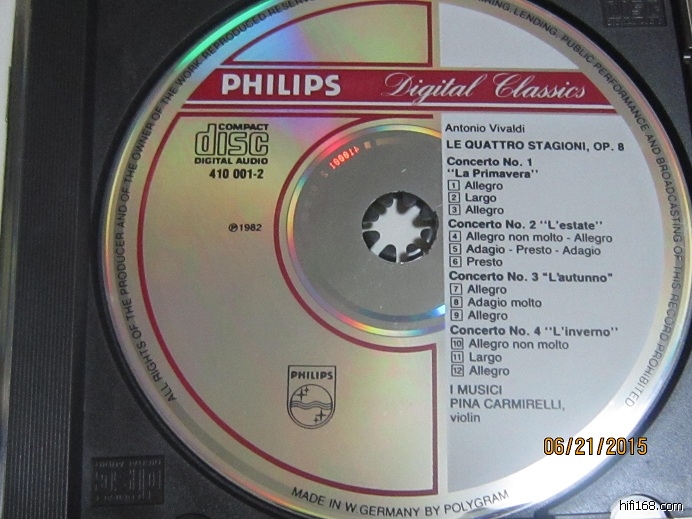 ALL RIGHTS OF THE PRODUCER AND OF THE OWNER OF THE WORK REPRODUCED RESERVED
LENDING, PUBLIC PERFORMANCE AND BROADCASTING OF THIS RECORD PROHIBITED
PHILIPS Digital Classics
COMPACT
disc
DIGITAL AUDIO
410 001-2
℗1982
Antonio Vivaldi
LE QUATTRO STAGIONI, OP. 8
Concerto No. 1
"La Primavera"
1 Allegro
2 Largo
3 Allegro
Concerto No. 2 "L'estate"
4 Allegro non molto - Allegro
5 Adagio - Presto - Adagio
6 Presto
Concerto No. 3 "L'autunno"
7 Allegro
8 Adagio molto
9 Allegro
Concerto No. 4 "L'inverno"
10 Allegro non molto
11 Largo
12 Allegro
I MUSICI
PINA CARMIRELLI,
violin
PHILIPS
MADE IN W. GERMANY BY POLYGRAM
06/21/2015
hifi168.com